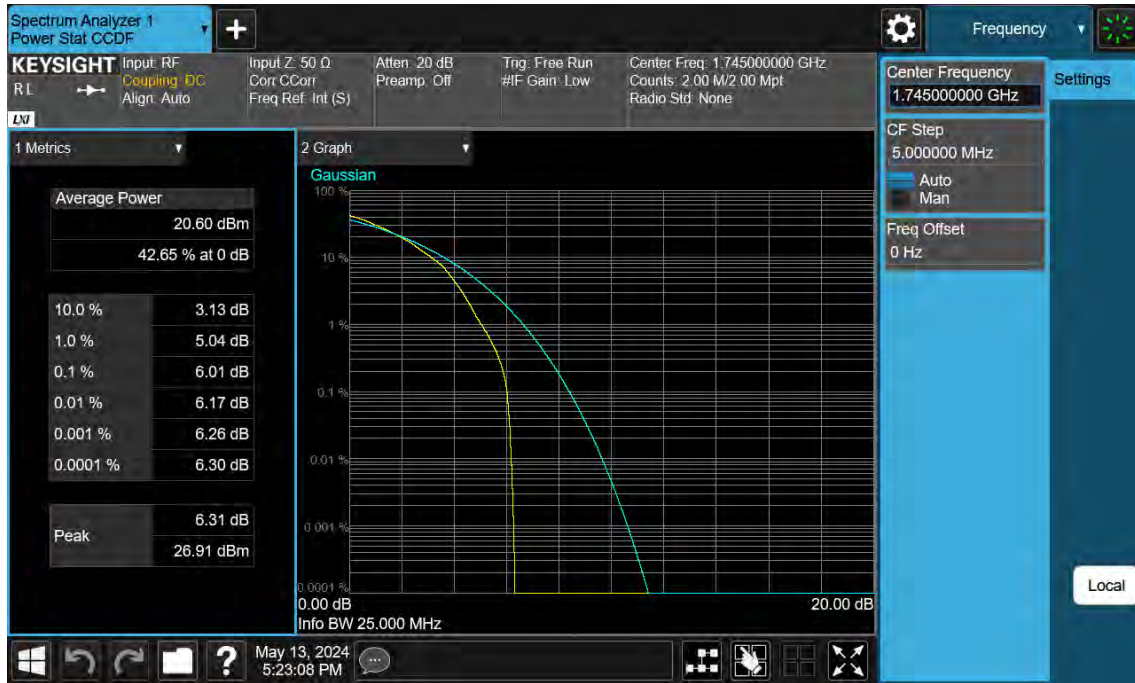 Spectrum Analyzer 1
Power Stat CCDF
Frequency
KEYSIGHT
RL
LXI
Input: RF
Coupling: DC
Align: Auto
Input Z: 50 Ω
Corr CCorr
Freq Ref: Int (S)
Atten: 20 dB
Preamp: Off
Trig: Free Run
#IF Gain: Low
Center Freq: 1.745000000 GHz
Counts: 2.00 M/2.00 Mpt
Radio Std: None
Center Frequency
1.745000000 GHz
Settings
CF Step
5.000000 MHz
Auto
Man
Freq Offset
0 Hz
1 Metrics
Average Power
20.60 dBm
42.65 % at 0 dB
10.0 % 3.13 dB
1.0 % 5.04 dB
0.1 % 6.01 dB
0.01 % 6.17 dB
0.001 % 6.26 dB
0.0001 % 6.30 dB
Peak
6.31 dB
26.91 dBm
2 Graph
Gaussian
100 %
10 %
1 %
0.1 %
0.01 %
0.001 %
0.0001 %
0.00 dB 20.00 dB
Info BW 25.000 MHz
Local
?
May 13, 2024
5:23:08 PM